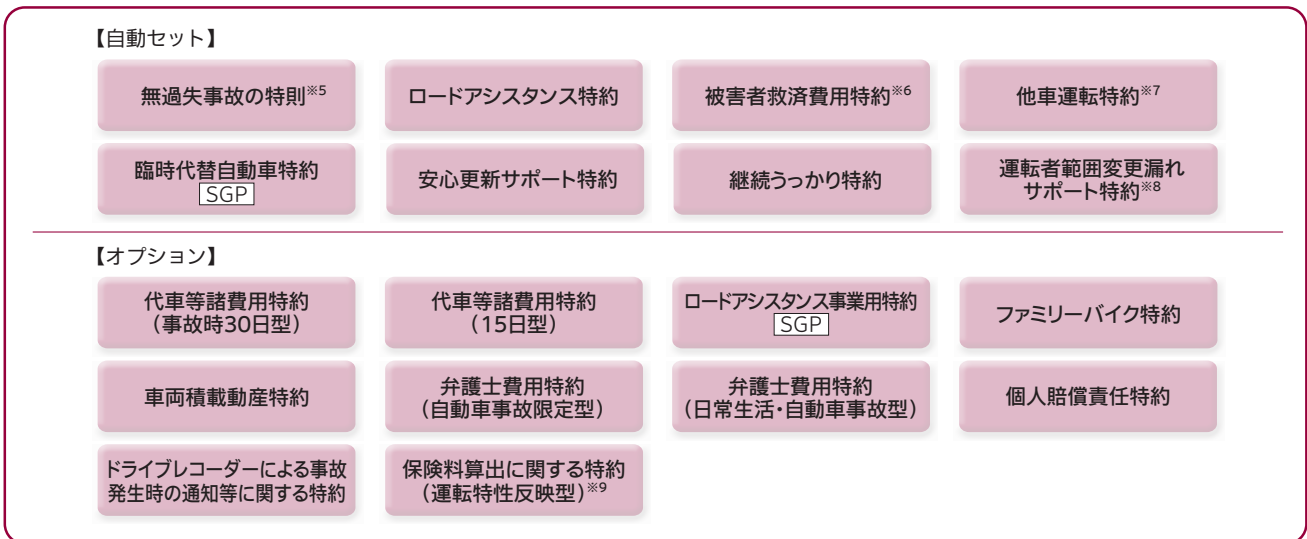 【自動セット】
無過失事故の特則※5
ロードアシスタンス特約
被害者救済費用特約※6
他車運転特約※7
臨時代替自動車特約
SGP
安心更新サポート特約
継続うっかり特約
運転者範囲変更漏れ
サポート特約※8
【オプション】
代車等諸費用特約
（事故時30日型）
代車等諸費用特約
（15日型）
ロードアシスタンス事業用特約
SGP
ファミリーバイク特約
車両積載動産特約
弁護士費用特約
（自動車事故限定型）
弁護士費用特約
（日常生活・自動車事故型）
個人賠償責任特約
ドライブレコーダーによる事故
発生時の通知等に関する特約
保険料算出に関する特約
（運転特性反映型）※9